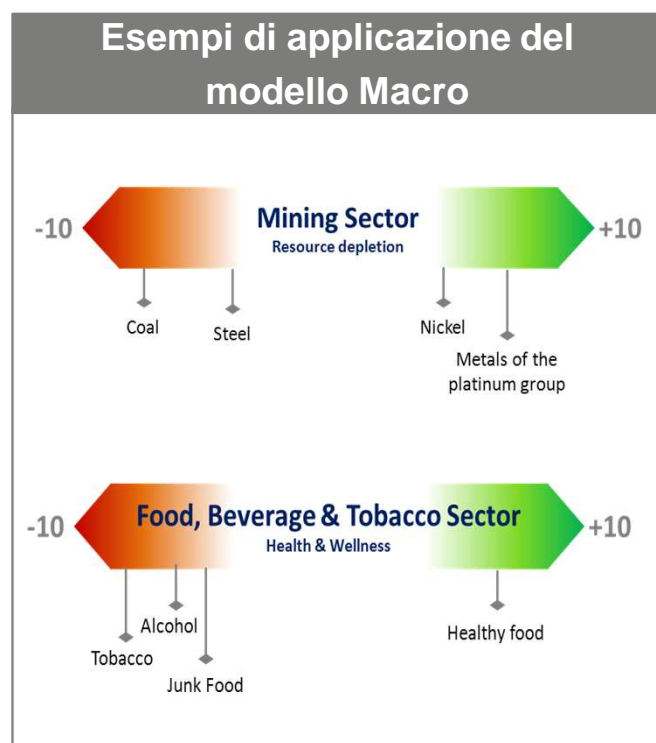 Esempi di applicazione del
modello Macro
-10
Mining Sector
Resource depletion
+10
Coal
Steel
Nickel
Metals of the
platinum group
-10
Food, Beverage & Tobacco Sector
Health & Wellness
+10
Tobacco
Alcohol
Junk Food
Healthy food